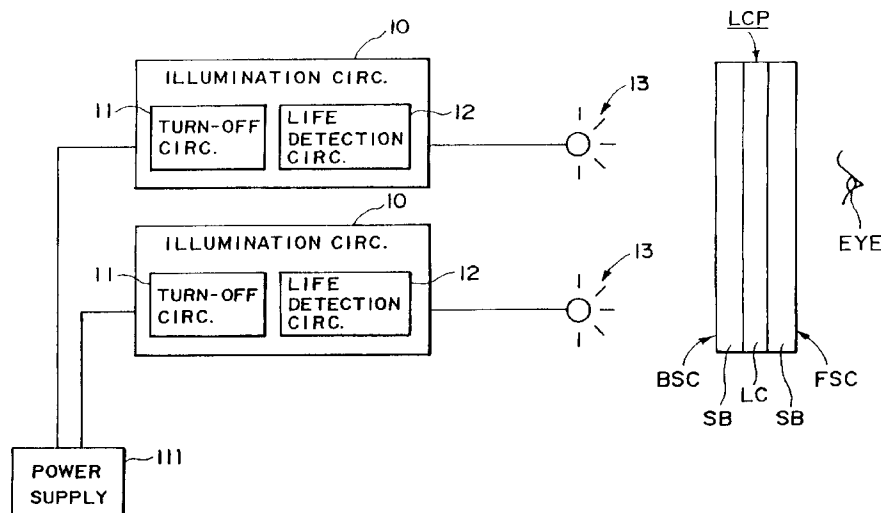 10
ILLUMINATION CIRC.
11
TURN-OFF
CIRC.
12
LIFE
DETECTION
CIRC.
13
LCP
EYE
10
ILLUMINATION CIRC.
11
TURN-OFF
CIRC.
12
LIFE
DETECTION
CIRC.
13
BSC
SB
LC
SB
FSC
111
POWER
SUPPLY